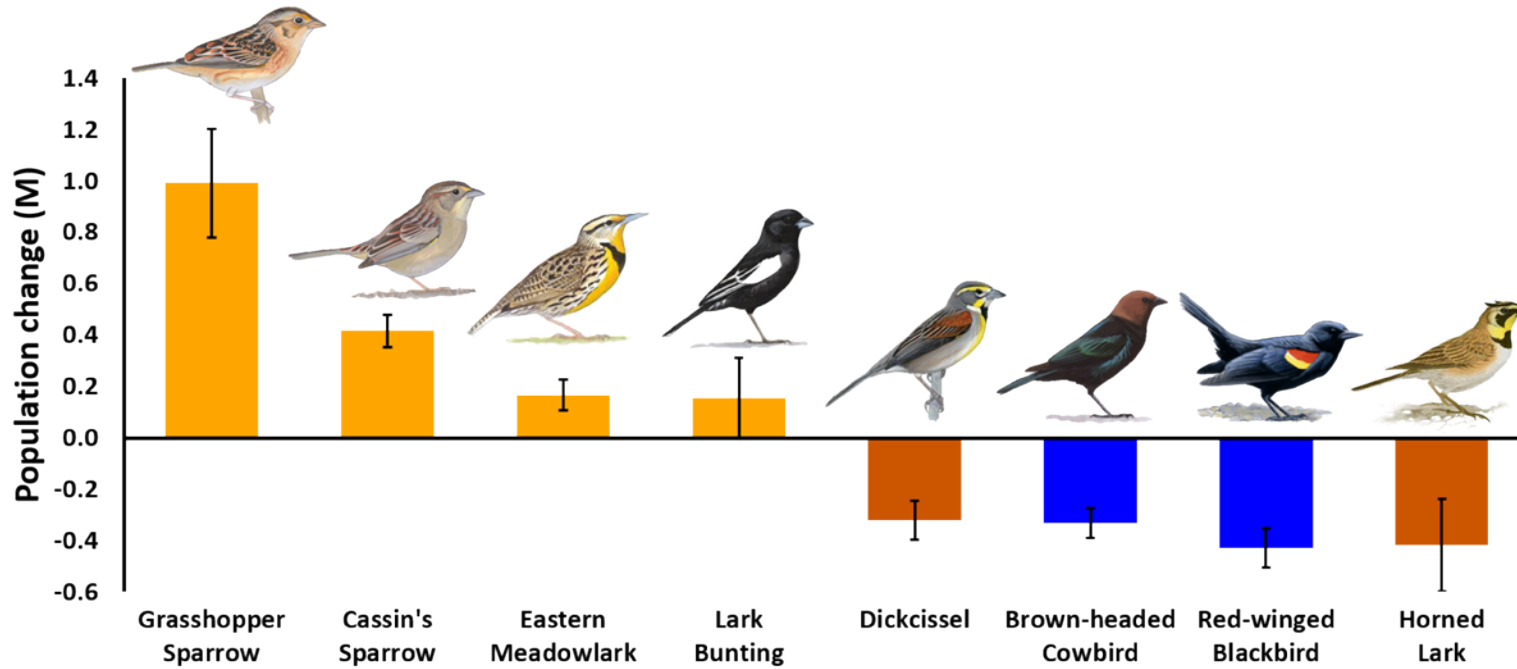 Population change (M)
1.4
1.2
1.0
0.8
0.6
0.4
0.2
0.0
-0.2
-0.4
-0.6
Grasshopper
Sparrow
Cassin's
Sparrow
Eastern
Meadowlark
Lark
Bunting
Dickcissel
Brown-headed
Cowbird
Red-winged
Blackbird
Horned
Lark